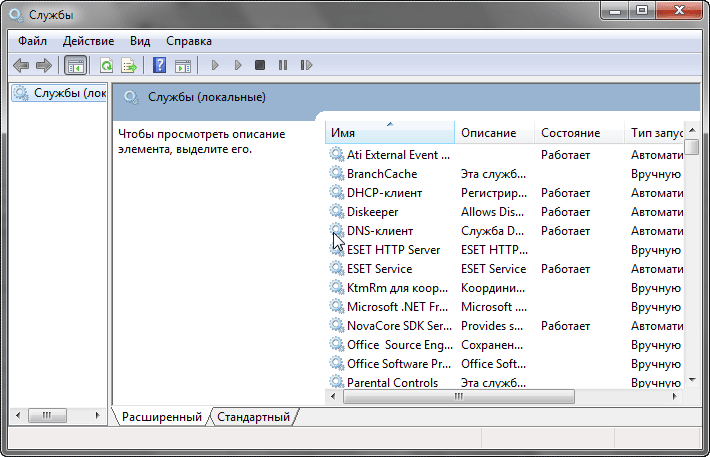 Службы
Файл Действие Вид Справка
Службы (лок
Службы (локальные)
Чтобы просмотреть описание
элемента, выделите его.
Имя Описание Состояние Тип запус
Ati External Event ... Работает Автомати
BranchCache Эта служб... Вручную
DHCP-клиент Регистрир... Работает Автомати
Diskeeper Allows Dis... Работает Автомати
DNS-клиент Служба D... Работает Автомати
ESET HTTP Server ESET HTTP... Вручную
ESET Service ESET Service Работает Автомати
KtmRm для коор... Координи... Вручную
Microsoft .NET Fr... Microsoft .... Вручную
NovaCore SDK Ser... Provides s... Работает Автомати
Office Source Eng... Сохранен... Вручную
Office Software Pr... Office Soft... Вручную
Parental Controls Эта служб... Вручную
Расширенный Стандартный